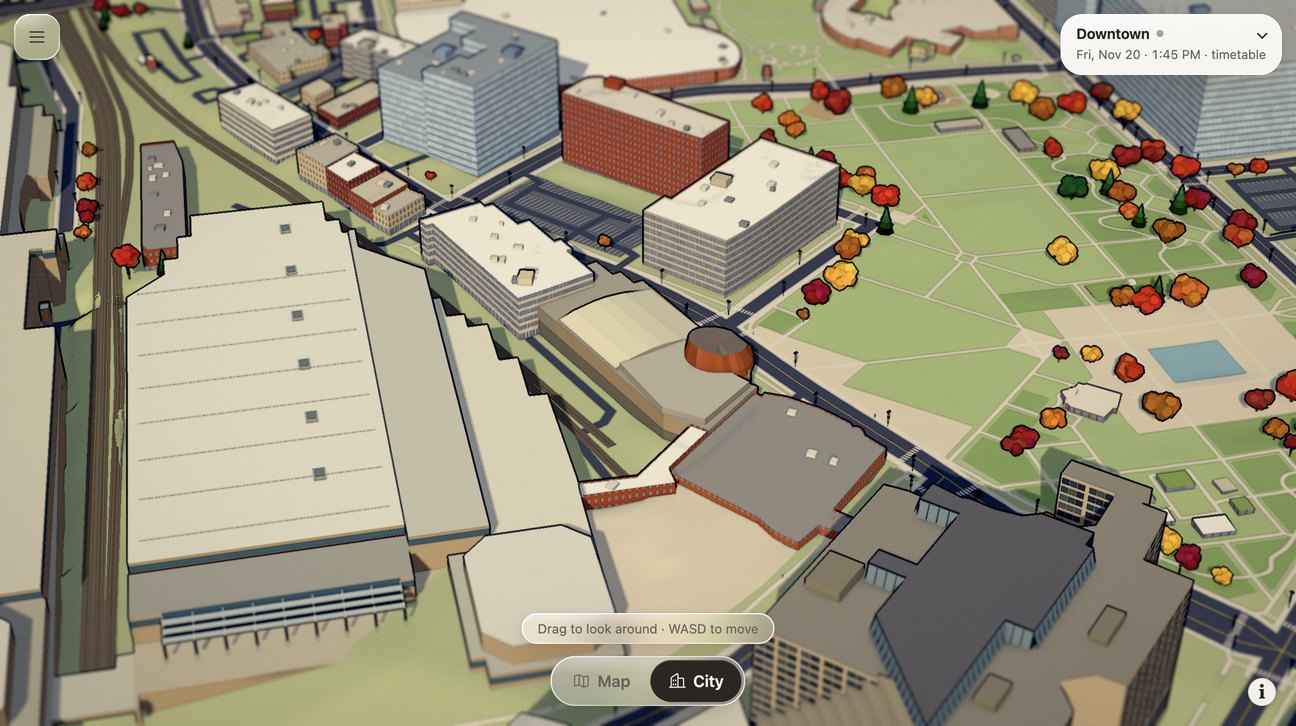 Downtown
Fri, Nov 20 · 1:45 PM · timetable
Drag to look around · WASD to move
Map
City
i